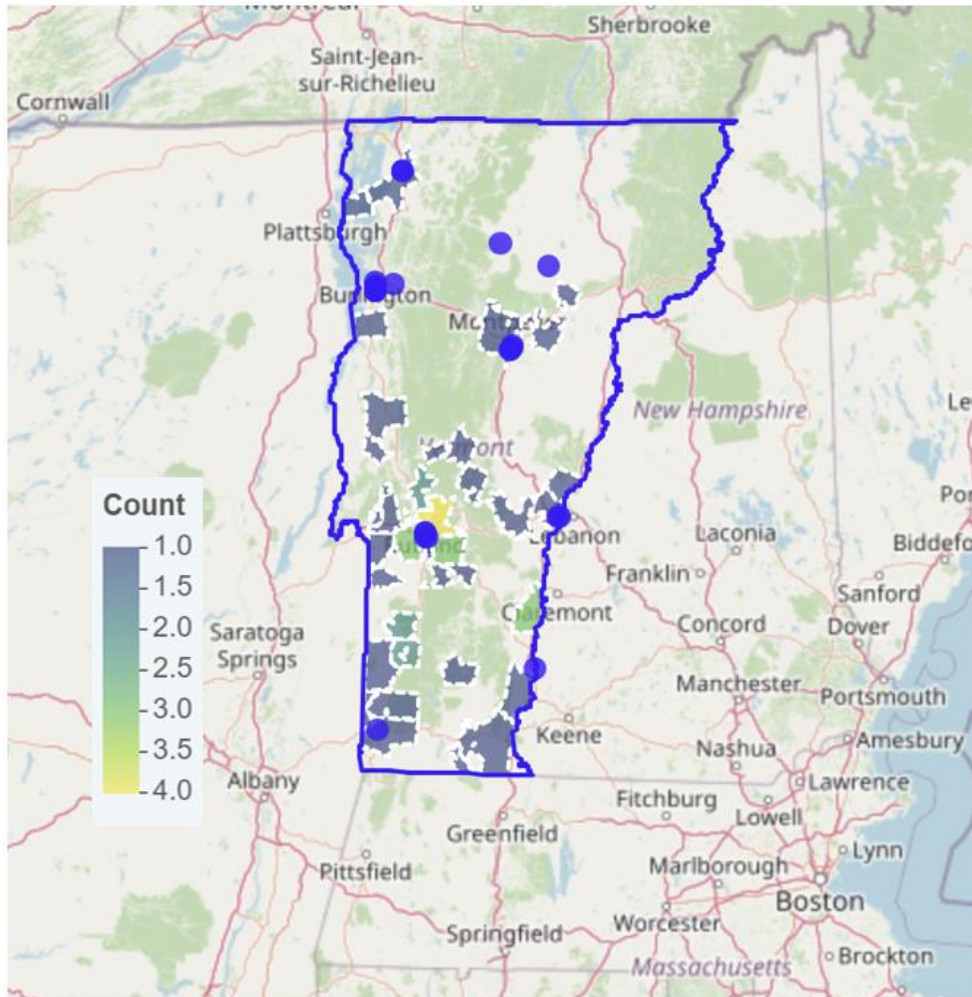 Sherbrooke
Saint-Jean-
sur-Richelieu
Cornwall
Plattsburgh
Burlington
New Hampshire
Vermont
Count
1.0
1.5
2.0
2.5
3.0
3.5
4.0
Lebanon
Laconia
Franklin
Claremont
Sanford
Concord
Dover
Saratoga
Springs
Manchester
Portsmouth
Keene
Nashua
Amesbury
Albany
Lawrence
Fitchburg
Lowell
Greenfield
Lynn
Pittsfield
Marlborough
Boston
Worcester
Springfield
Brockton
Massachusetts